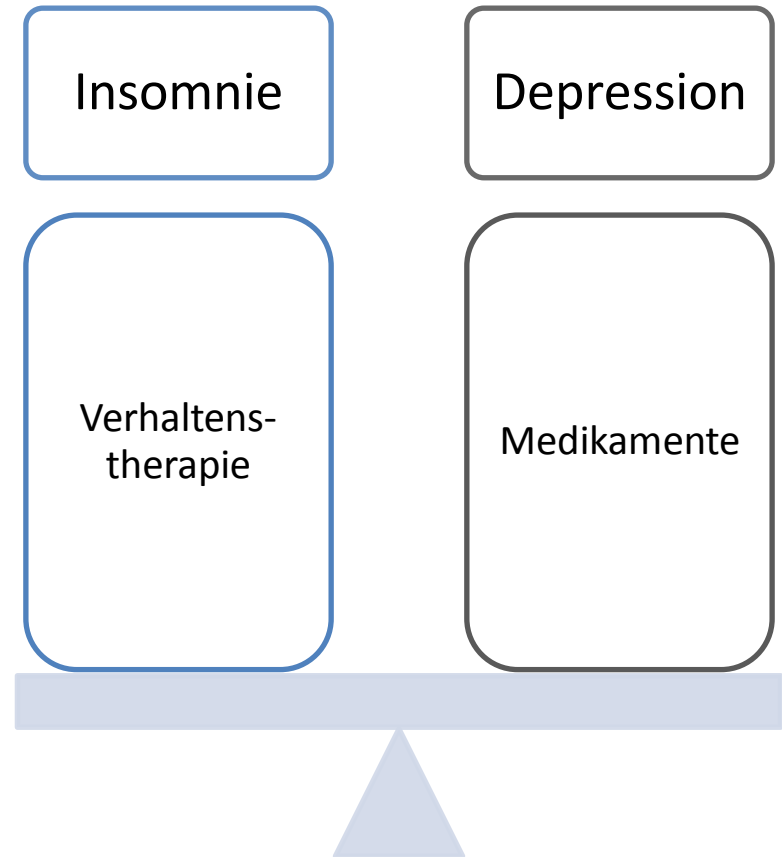 Insomnie
Depression
Verhaltens-
therapie
Medikamente